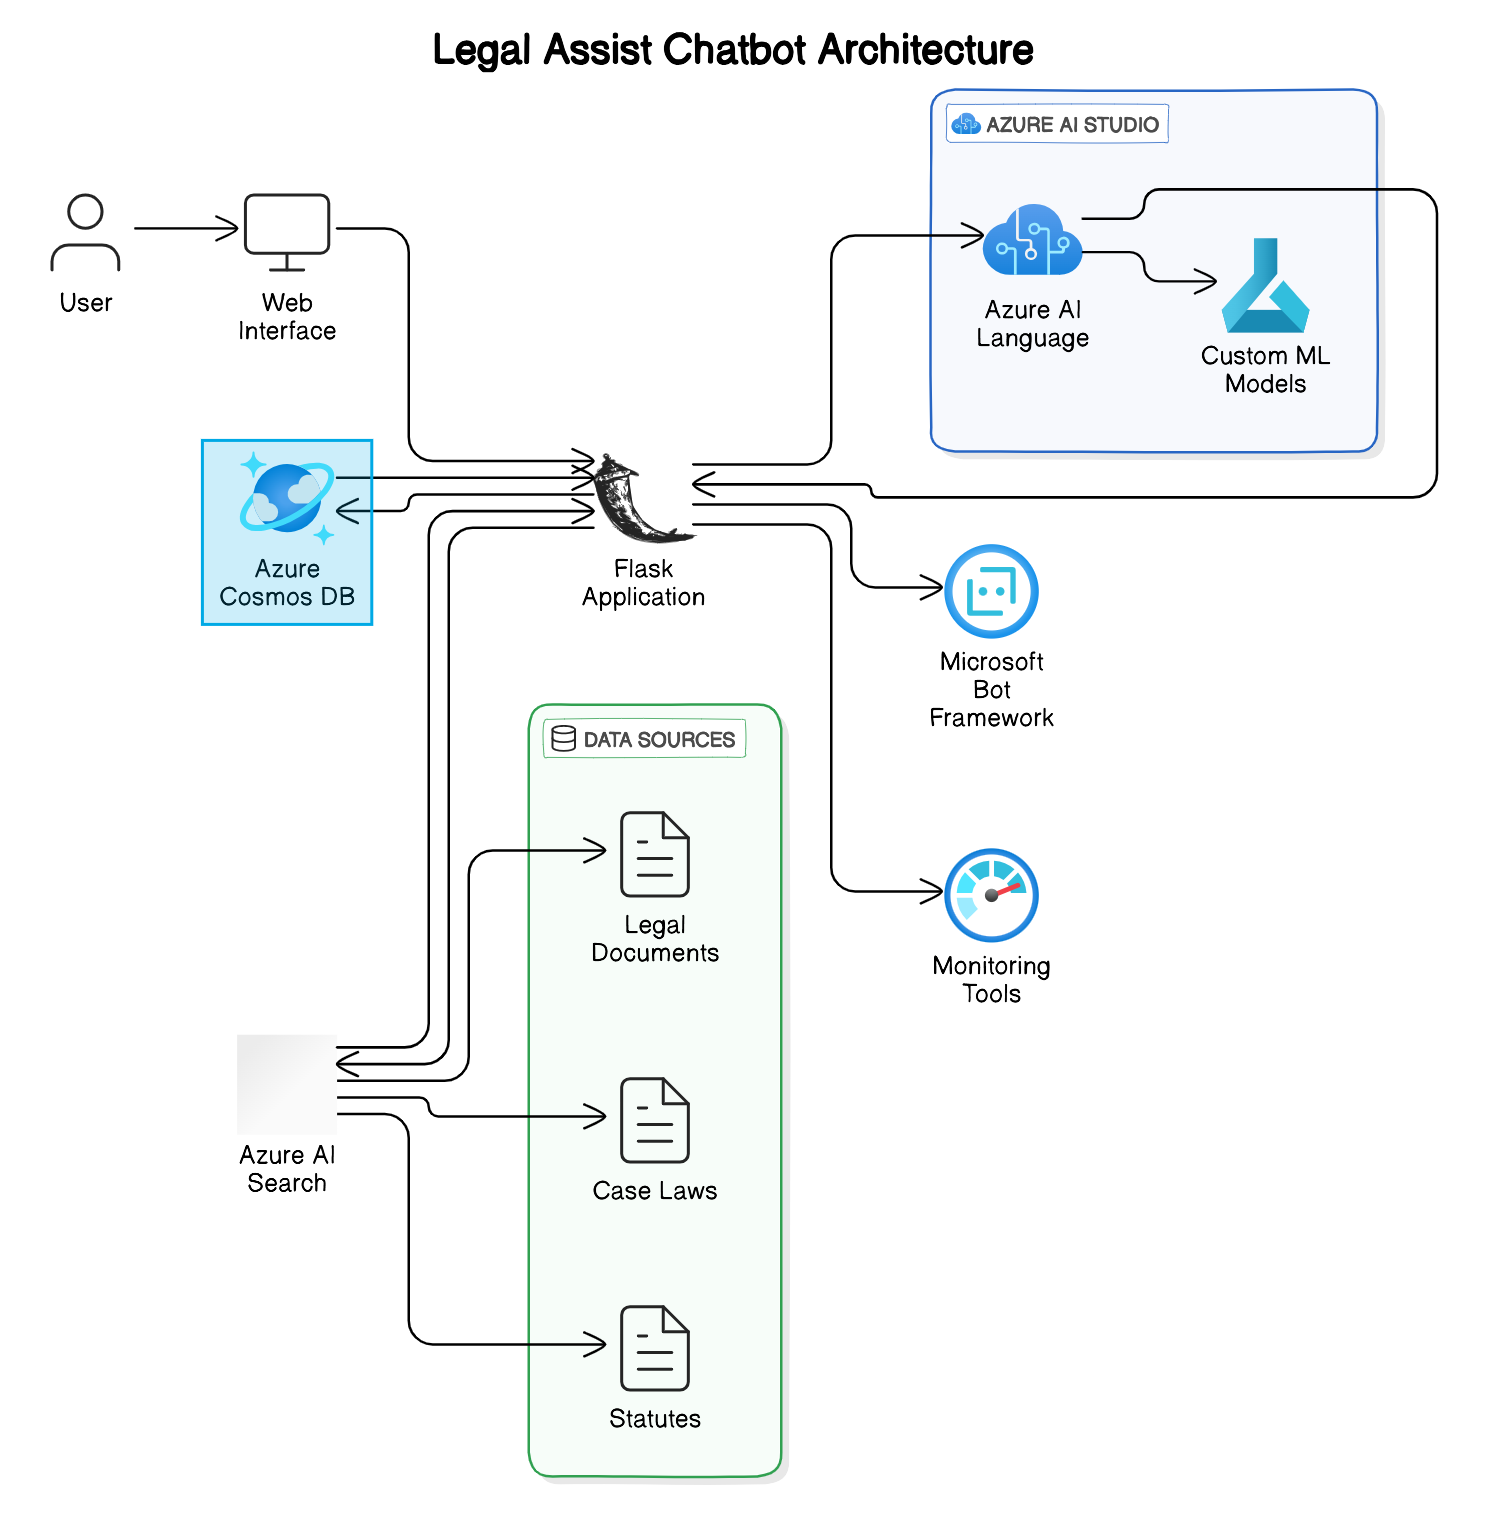 Legal Assist Chatbot Architecture
AZURE AI STUDIO
User
Web
Interface
Azure AI
Language
Custom ML
Models
Azure
Cosmos DB
Flask
Application
Microsoft
Bot
Framework
DATA SOURCES
Legal
Documents
Monitoring
Tools
Azure AI
Search
Case Laws
Statutes